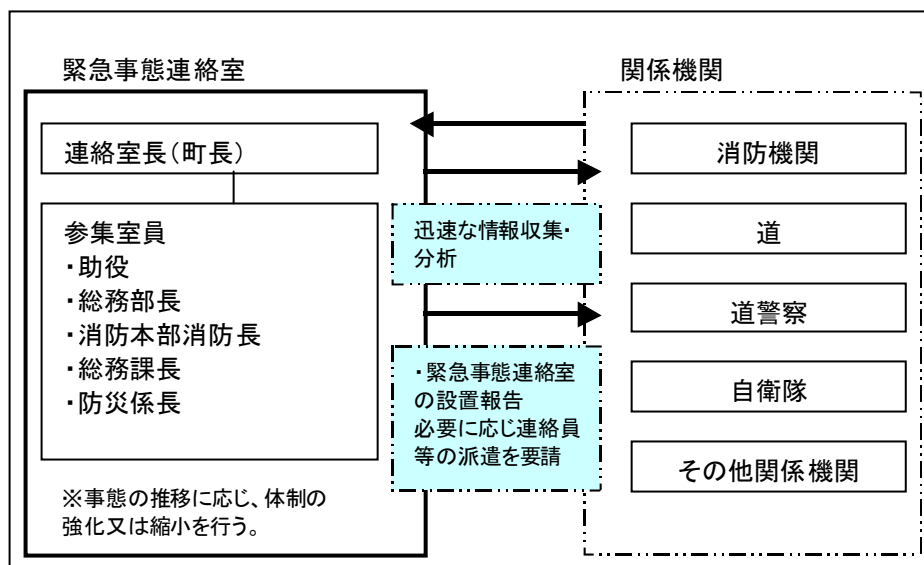 緊急事態連絡室
連絡室長(町長)
参集室員
・助役
・総務部長
・消防本部消防長
・総務課長
・防災係長
※事態の推移に応じ、体制の
強化又は縮小を行う。
迅速な情報収集・
分析
・緊急事態連絡室
の設置報告
必要に応じ連絡員
等の派遣を要請
関係機関
消防機関
道
道警察
自衛隊
その他関係機関